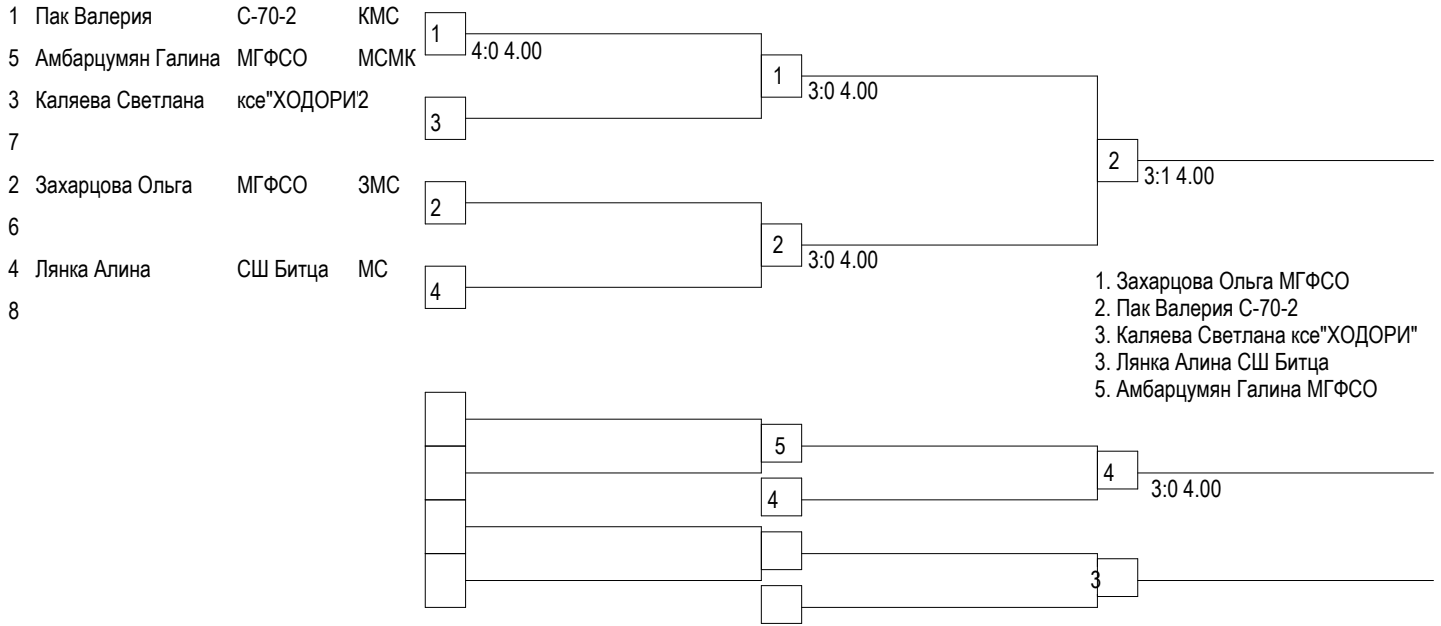 1 Пак Валерия С-70-2 КМС
5 Амбарцумян Галина МГФСО МСМК
3 Каляева Светлана ксе"ХОДОРИ"2
7
2 Захарцова Ольга МГФСО ЗМС
6
4 Лянка Алина СШ Битца МС
8
1
4:0 4.00
3
1
3:0 4.00
2
4
2
3:0 4.00
2
3:1 4.00
1. Захарцова Ольга МГФСО
2. Пак Валерия С-70-2
3. Каляева Светлана ксе"ХОДОРИ"
3. Лянка Алина СШ Битца
5. Амбарцумян Галина МГФСО
5
4
4
3:0 4.00
3